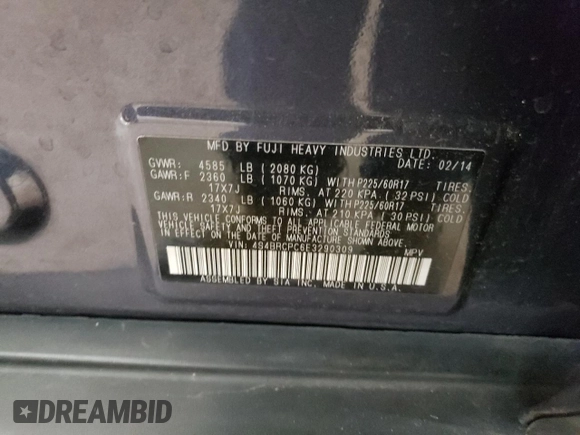 MFD. BY FUJI HEAVY INDUSTRIES LTD.
GVWR: 4585 LB ( 2080 KG) DATE: 02/14
GAWR:F 2360 LB ( 1070 KG) WITH P225/60R17 TIRES.
17X7J RIMS. AT 220 KPA ( 32 PSI) COLD
GAWR:R 2340 LB ( 1060 KG) WITH P225/60R17 TIRES.
17X7J RIMS. AT 210 KPA ( 30 PSI) COLD
THIS VEHICLE CONFORMS TO ALL APPLICABLE FEDERAL MOTOR
VEHICLE SAFETY AND THEFT PREVENTION STANDARDS
IN EFFECT ON THE DATE OF MANUFACTURE SHOWN ABOVE.
VIN: 4S4BRCPC6E3290309 MPV
ASSEMBLED BY SIA INC. MADE IN U.S.A.
DREAMBID